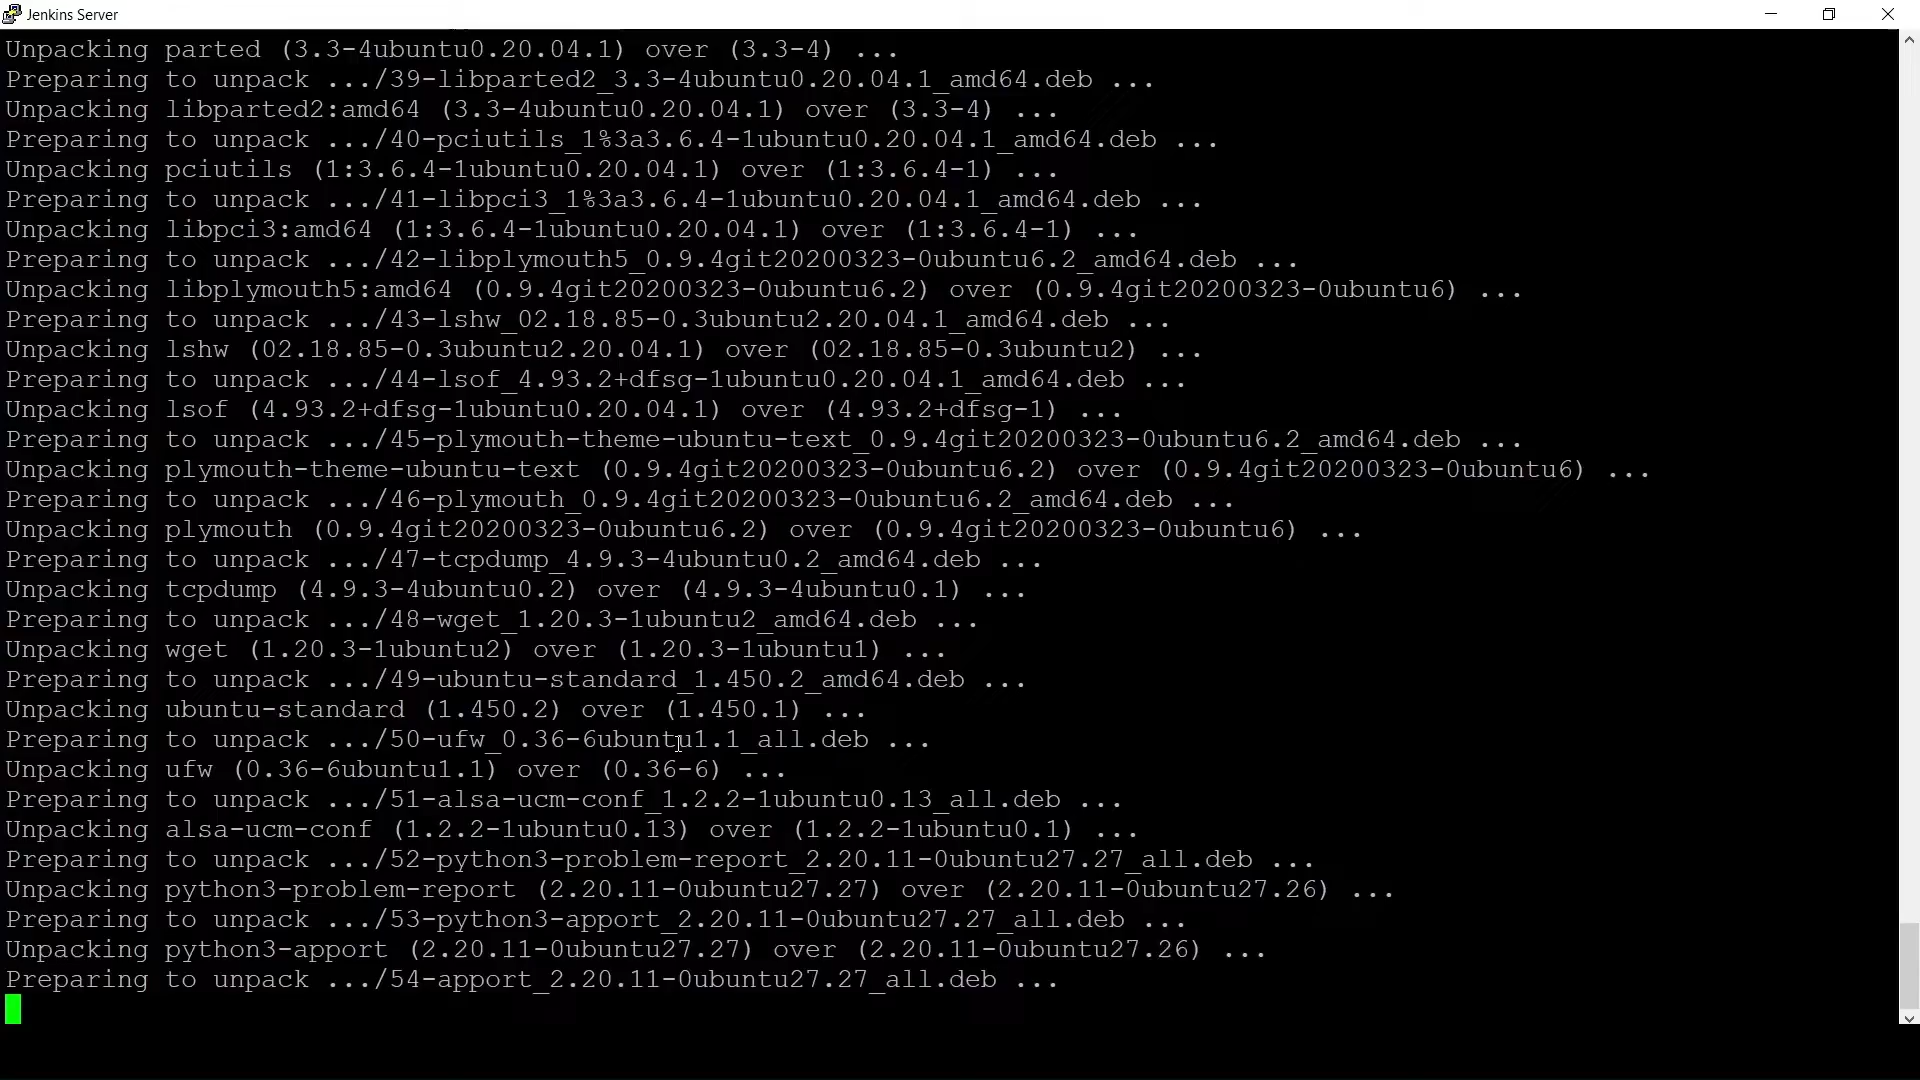 Jenkins Server
Unpacking parted (3.3-4ubuntu0.20.04.1) over (3.3-4) ...
Preparing to unpack .../39-libparted2_3.3-4ubuntu0.20.04.1_amd64.deb ...
Unpacking libparted2:amd64 (3.3-4ubuntu0.20.04.1) over (3.3-4) ...
Preparing to unpack .../40-pciutils_1%3a3.6.4-1ubuntu0.20.04.1_amd64.deb ...
Unpacking pciutils (1:3.6.4-1ubuntu0.20.04.1) over (1:3.6.4-1) ...
Preparing to unpack .../41-libpci3_1%3a3.6.4-1ubuntu0.20.04.1_amd64.deb ...
Unpacking libpci3:amd64 (1:3.6.4-1ubuntu0.20.04.1) over (1:3.6.4-1) ...
Preparing to unpack .../42-libplymouth5_0.9.4git20200323-0ubuntu6.2_amd64.deb ...
Unpacking libplymouth5:amd64 (0.9.4git20200323-0ubuntu6.2) over (0.9.4git20200323-0ubuntu6) ...
Preparing to unpack .../43-lshw_02.18.85-0.3ubuntu2.20.04.1_amd64.deb ...
Unpacking lshw (02.18.85-0.3ubuntu2.20.04.1) over (02.18.85-0.3ubuntu2) ...
Preparing to unpack .../44-lsof_4.93.2+dfsg-1ubuntu0.20.04.1_amd64.deb ...
Unpacking lsof (4.93.2+dfsg-1ubuntu0.20.04.1) over (4.93.2+dfsg-1) ...
Preparing to unpack .../45-plymouth-theme-ubuntu-text_0.9.4git20200323-0ubuntu6.2_amd64.deb ...
Unpacking plymouth-theme-ubuntu-text (0.9.4git20200323-0ubuntu6.2) over (0.9.4git20200323-0ubuntu6) ...
Preparing to unpack .../46-plymouth_0.9.4git20200323-0ubuntu6.2_amd64.deb ...
Unpacking plymouth (0.9.4git20200323-0ubuntu6.2) over (0.9.4git20200323-0ubuntu6) ...
Preparing to unpack .../47-tcpdump_4.9.3-4ubuntu0.2_amd64.deb ...
Unpacking tcpdump (4.9.3-4ubuntu0.2) over (4.9.3-4ubuntu0.1) ...
Preparing to unpack .../48-wget_1.20.3-1ubuntu2_amd64.deb ...
Unpacking wget (1.20.3-1ubuntu2) over (1.20.3-1ubuntu1) ...
Preparing to unpack .../49-ubuntu-standard_1.450.2_amd64.deb ...
Unpacking ubuntu-standard (1.450.2) over (1.450.1) ...
Preparing to unpack .../50-ufw_0.36-6ubuntu1.1_all.deb ...
Unpacking ufw (0.36-6ubuntu1.1) over (0.36-6) ...
Preparing to unpack .../51-alsa-ucm-conf_1.2.2-1ubuntu0.13_all.deb ...
Unpacking alsa-ucm-conf (1.2.2-1ubuntu0.13) over (1.2.2-1ubuntu0.1) ...
Preparing to unpack .../52-python3-problem-report_2.20.11-0ubuntu27.27_all.deb ...
Unpacking python3-problem-report (2.20.11-0ubuntu27.27) over (2.20.11-0ubuntu27.26) ...
Preparing to unpack .../53-python3-apport_2.20.11-0ubuntu27.27_all.deb ...
Unpacking python3-apport (2.20.11-0ubuntu27.27) over (2.20.11-0ubuntu27.26) ...
Preparing to unpack .../54-apport_2.20.11-0ubuntu27.27_all.deb ...